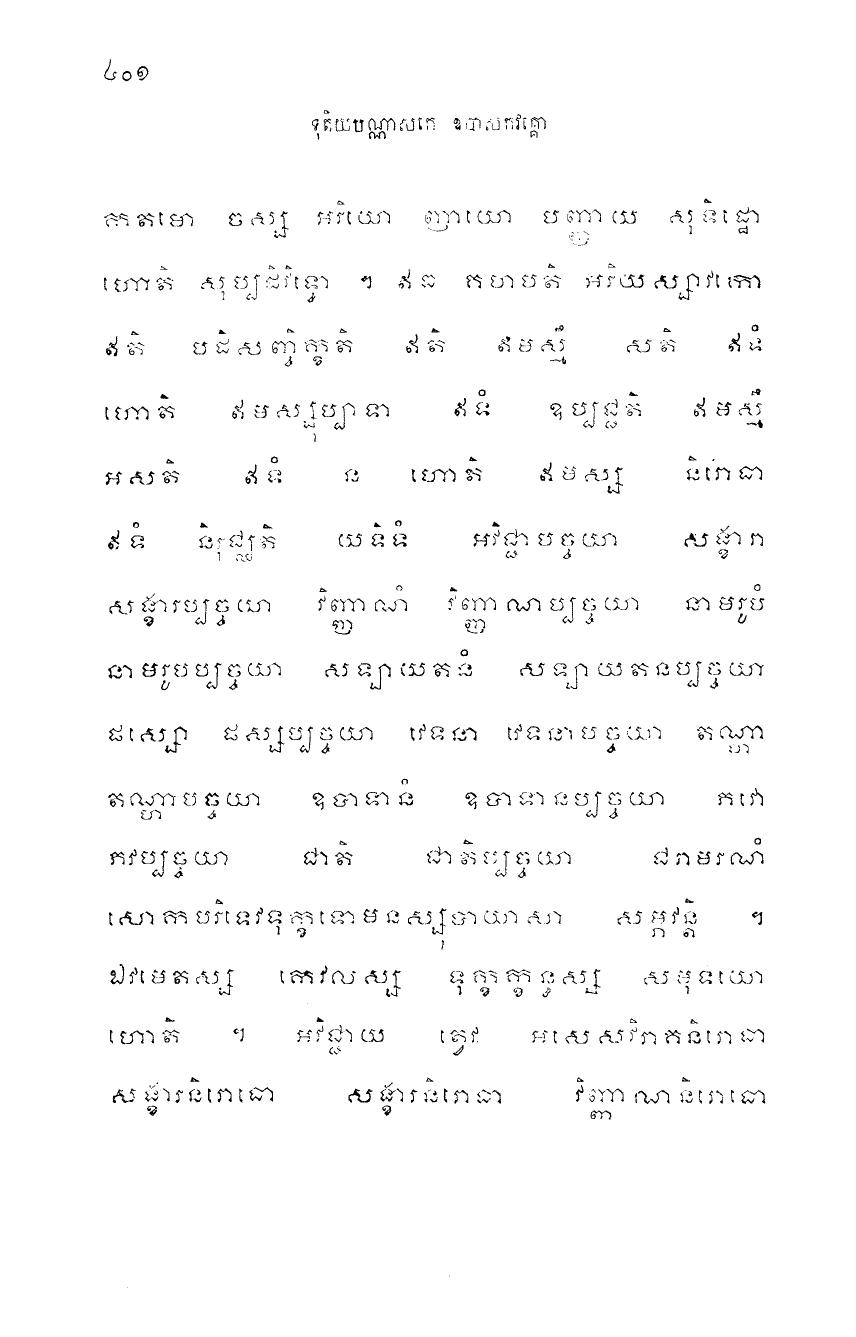 ៤០១
ទុតិយបណ្ណាសកេ ឧបាសកវគ្គោ
កតមោ ចស្ស អរិយោ ញាយោ បញ្ញាយ សុទិដ្ឋោ
ហោតិ សុប្បដិវិទ្ធោ ។ ឥធ គហបតិ អរិយស្សាវកោ
ឥតិ បដិសញ្ចិក្ខតិ ឥតិ ឥមស្មឹ សតិ ឥទំ
ហោតិ ឥមស្សុប្បាទា ឥទំ ឧប្បជ្ជតិ ឥមស្មឹ
អសតិ ឥទំ ន ហោតិ ឥមស្ស និរោធា
ឥទំ និរុជ្ឈតិ យទិទំ អវិជ្ជាបច្ចយា សង្ខារា
សង្ខារប្បច្ចយា វិញ្ញាណំ វិញ្ញាណប្បច្ចយា នាមរូបំ
នាមរូបប្បច្ចយា សឡាយតនំ សឡាយតនប្បច្ចយា
ផស្សោ ផស្សប្បច្ចយា វេទនា វេទនាបច្ចយា តណ្ហា
តណ្ហាបច្ចយា ឧបាទានំ ឧបាទានប្បច្ចយា ភវោ
ភវប្បច្ចយា ជាតិ ជាតិប្បច្ចយា ជរាមរណំ
សោកបរិទេវទុក្ខទោមនស្សុបាយាសា សម្ភវន្តិ ។
ឯវមេតស្ស កេវលស្ស ទុក្ខក្ខន្ធស្ស សមុទយោ
ហោតិ ។ អវិជ្ជាយ ត្វេវ អសេសវិរាគនិរោធា
សង្ខារនិរោធោ សង្ខារនិរោធា វិញ្ញាណនិរោធោ